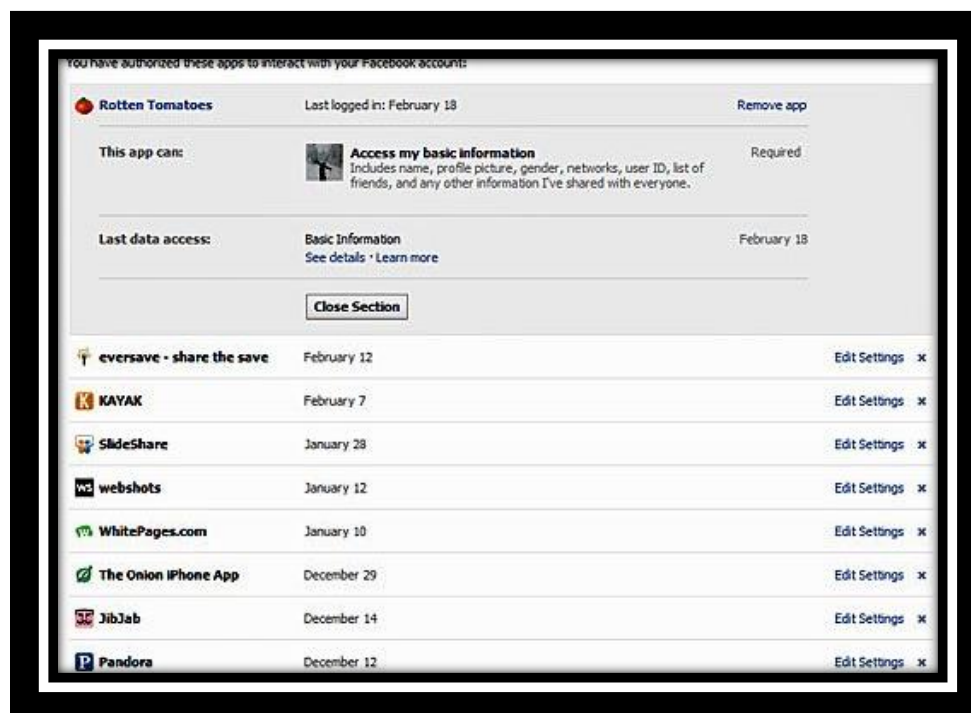 You have authorized these apps to interact with your Facebook account:
Rotten Tomatoes Last logged in: February 18 Remove app
This app can: Access my basic information Required
Includes name, profile picture, gender, networks, user ID, list of
friends, and any other information I've shared with everyone.
Last data access: Basic Information February 18
See details · Learn more
Close Section
eversave - share the save February 12 Edit Settings x
KAYAK February 7 Edit Settings x
SlideShare January 28 Edit Settings x
webshots January 12 Edit Settings x
WhitePages.com January 10 Edit Settings x
The Onion iPhone App December 29 Edit Settings x
JibJab December 14 Edit Settings x
Pandora December 12 Edit Settings x